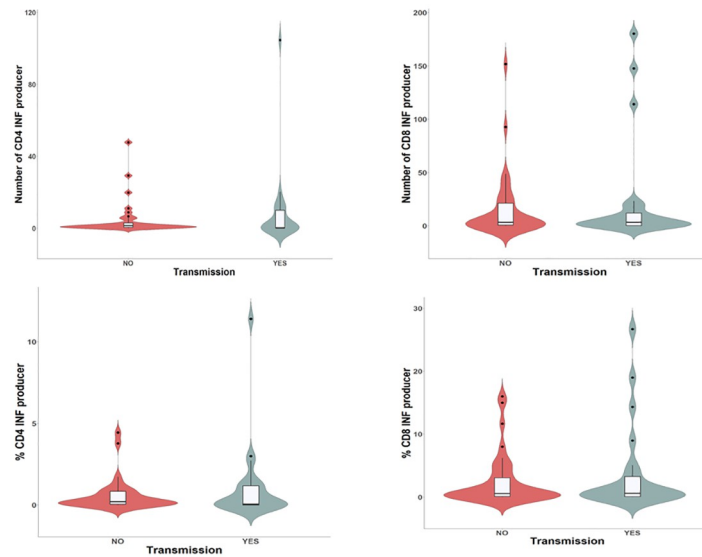 120
80
40
0
Number of CD4 INF producer
NO
YES
Transmission
200
150
100
50
0
Number of CD8 INF producer
NO
YES
Transmission
10
5
0
% CD4 INF producer
NO
YES
Transmission
30
20
10
0
% CD8 INF producer
NO
YES
Transmission